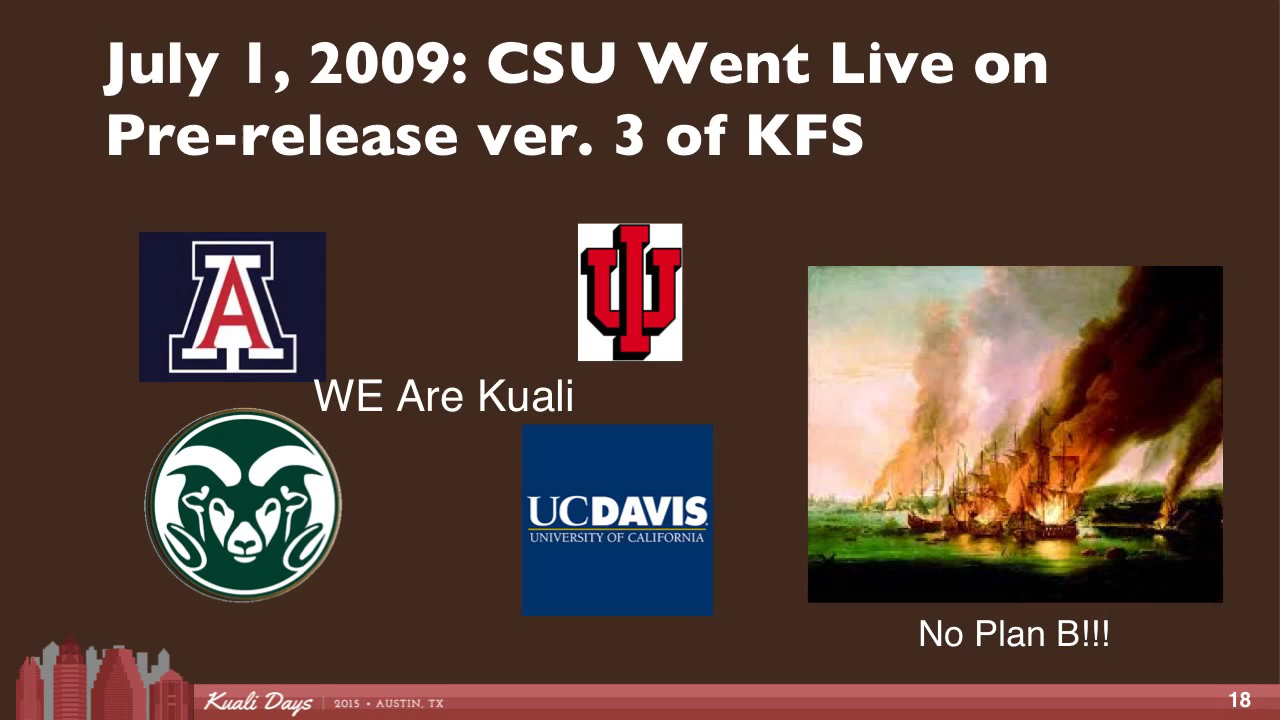 July 1, 2009: CSU Went Live on
Pre-release ver. 3 of KFS
A
IU
WE Are Kuali
UCDAVIS
UNIVERSITY OF CALIFORNIA
No Plan B!!!
Kuali Days | 2015 • AUSTIN, TX
18